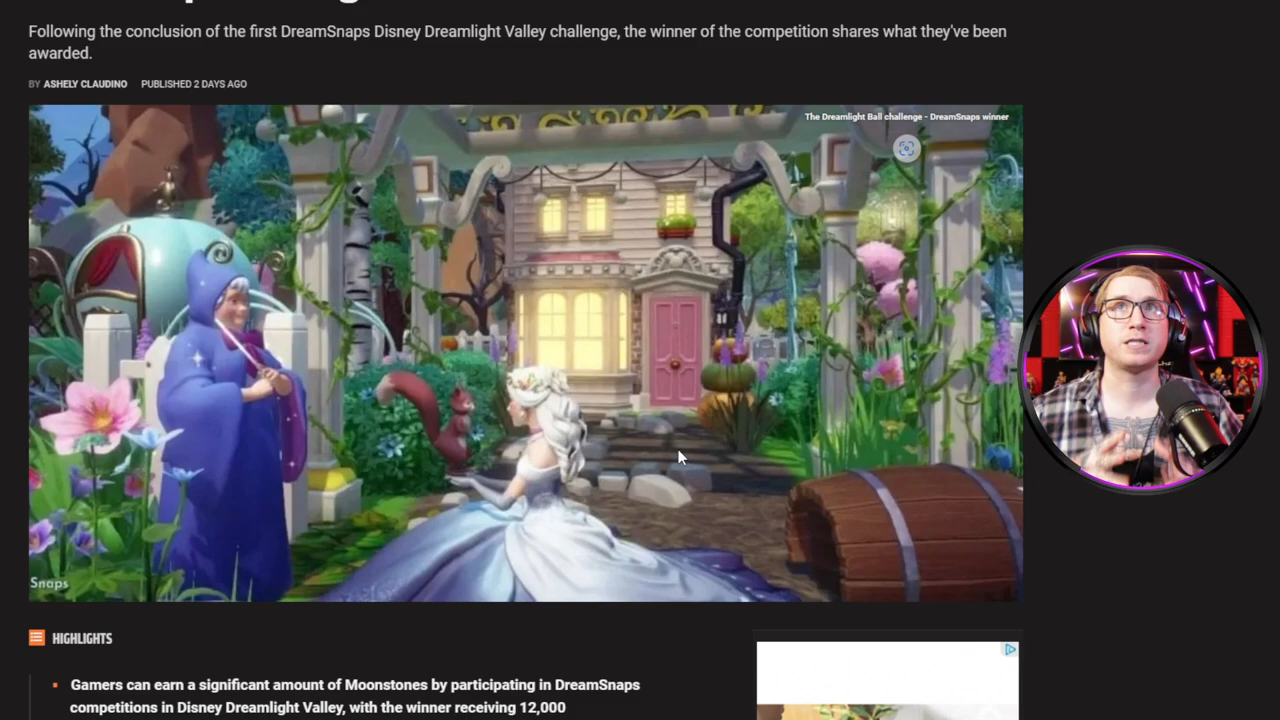 Following the conclusion of the first DreamSnaps Disney Dreamlight Valley challenge, the winner of the competition shares what they've been
awarded.
BY ASHELY CLAUDINO PUBLISHED 2 DAYS AGO
The Dreamlight Ball challenge - DreamSnaps winner
Snaps
HIGHLIGHTS
Gamers can earn a significant amount of Moonstones by participating in DreamSnaps
competitions in Disney Dreamlight Valley, with the winner receiving 12,000